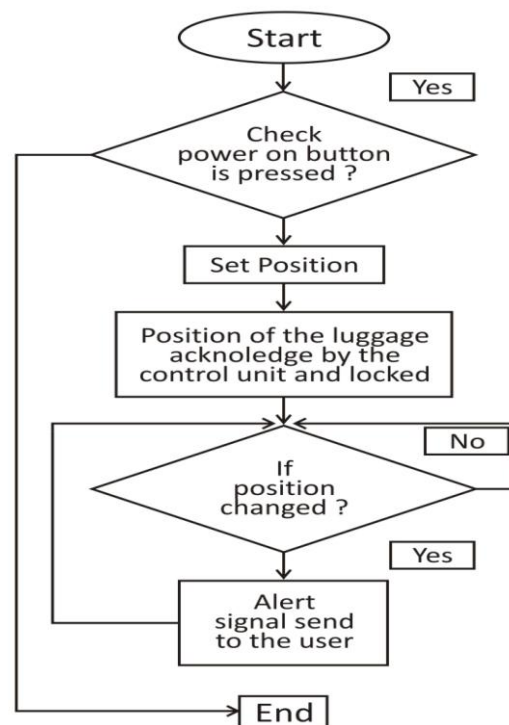 Start
Yes
Check
power on button
is pressed ?
Set Position
Position of the luggage
acknoledge by the
control unit and locked
No
If
position
changed ?
Yes
Alert
signal send
to the user
End